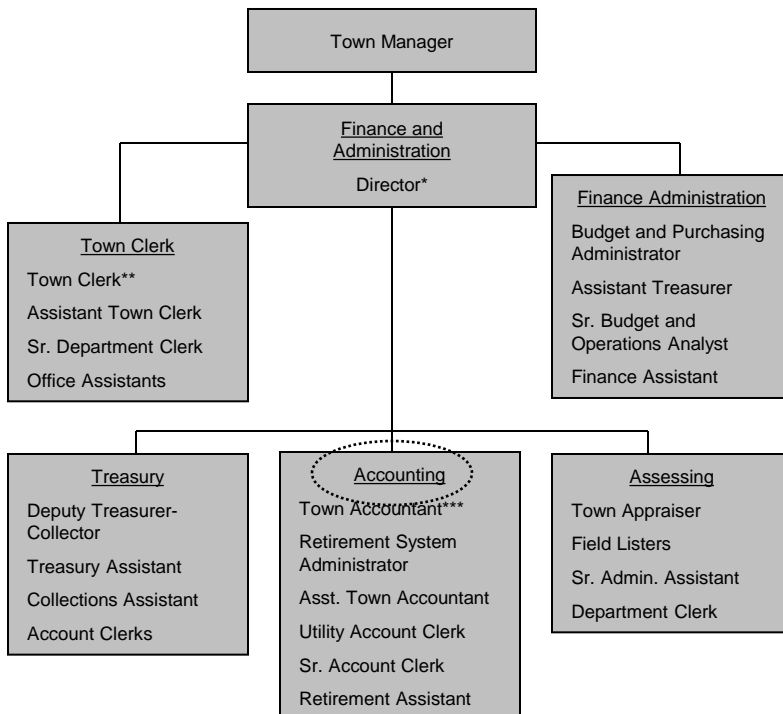 Town Manager
Finance and
Administration
Director*
Town Clerk
Town Clerk**
Assistant Town Clerk
Sr. Department Clerk
Office Assistants
Finance Administration
Budget and Purchasing
Administrator
Assistant Treasurer
Sr. Budget and
Operations Analyst
Finance Assistant
Treasury
Deputy Treasurer-
Collector
Treasury Assistant
Collections Assistant
Account Clerks
Accounting
Town Accountant***
Retirement System
Administrator
Asst. Town Accountant
Utility Account Clerk
Sr. Account Clerk
Retirement Assistant
Assessing
Town Appraiser
Field Listers
Sr. Admin. Assistant
Department Clerk